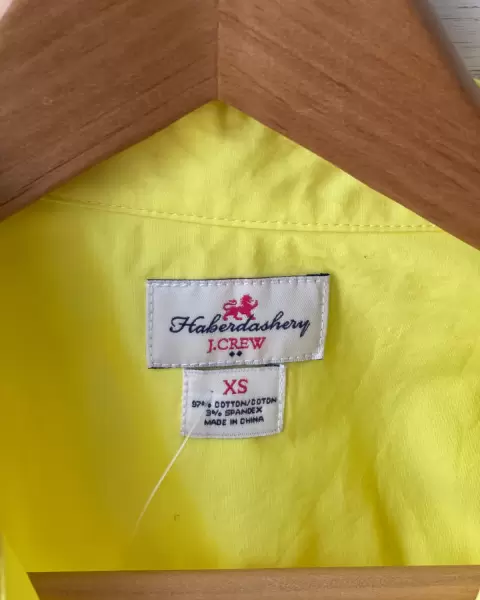 Haberdashery
J.CREW
XS
97% COTTON/COTON
3% SPANDEX
MADE IN CHINA